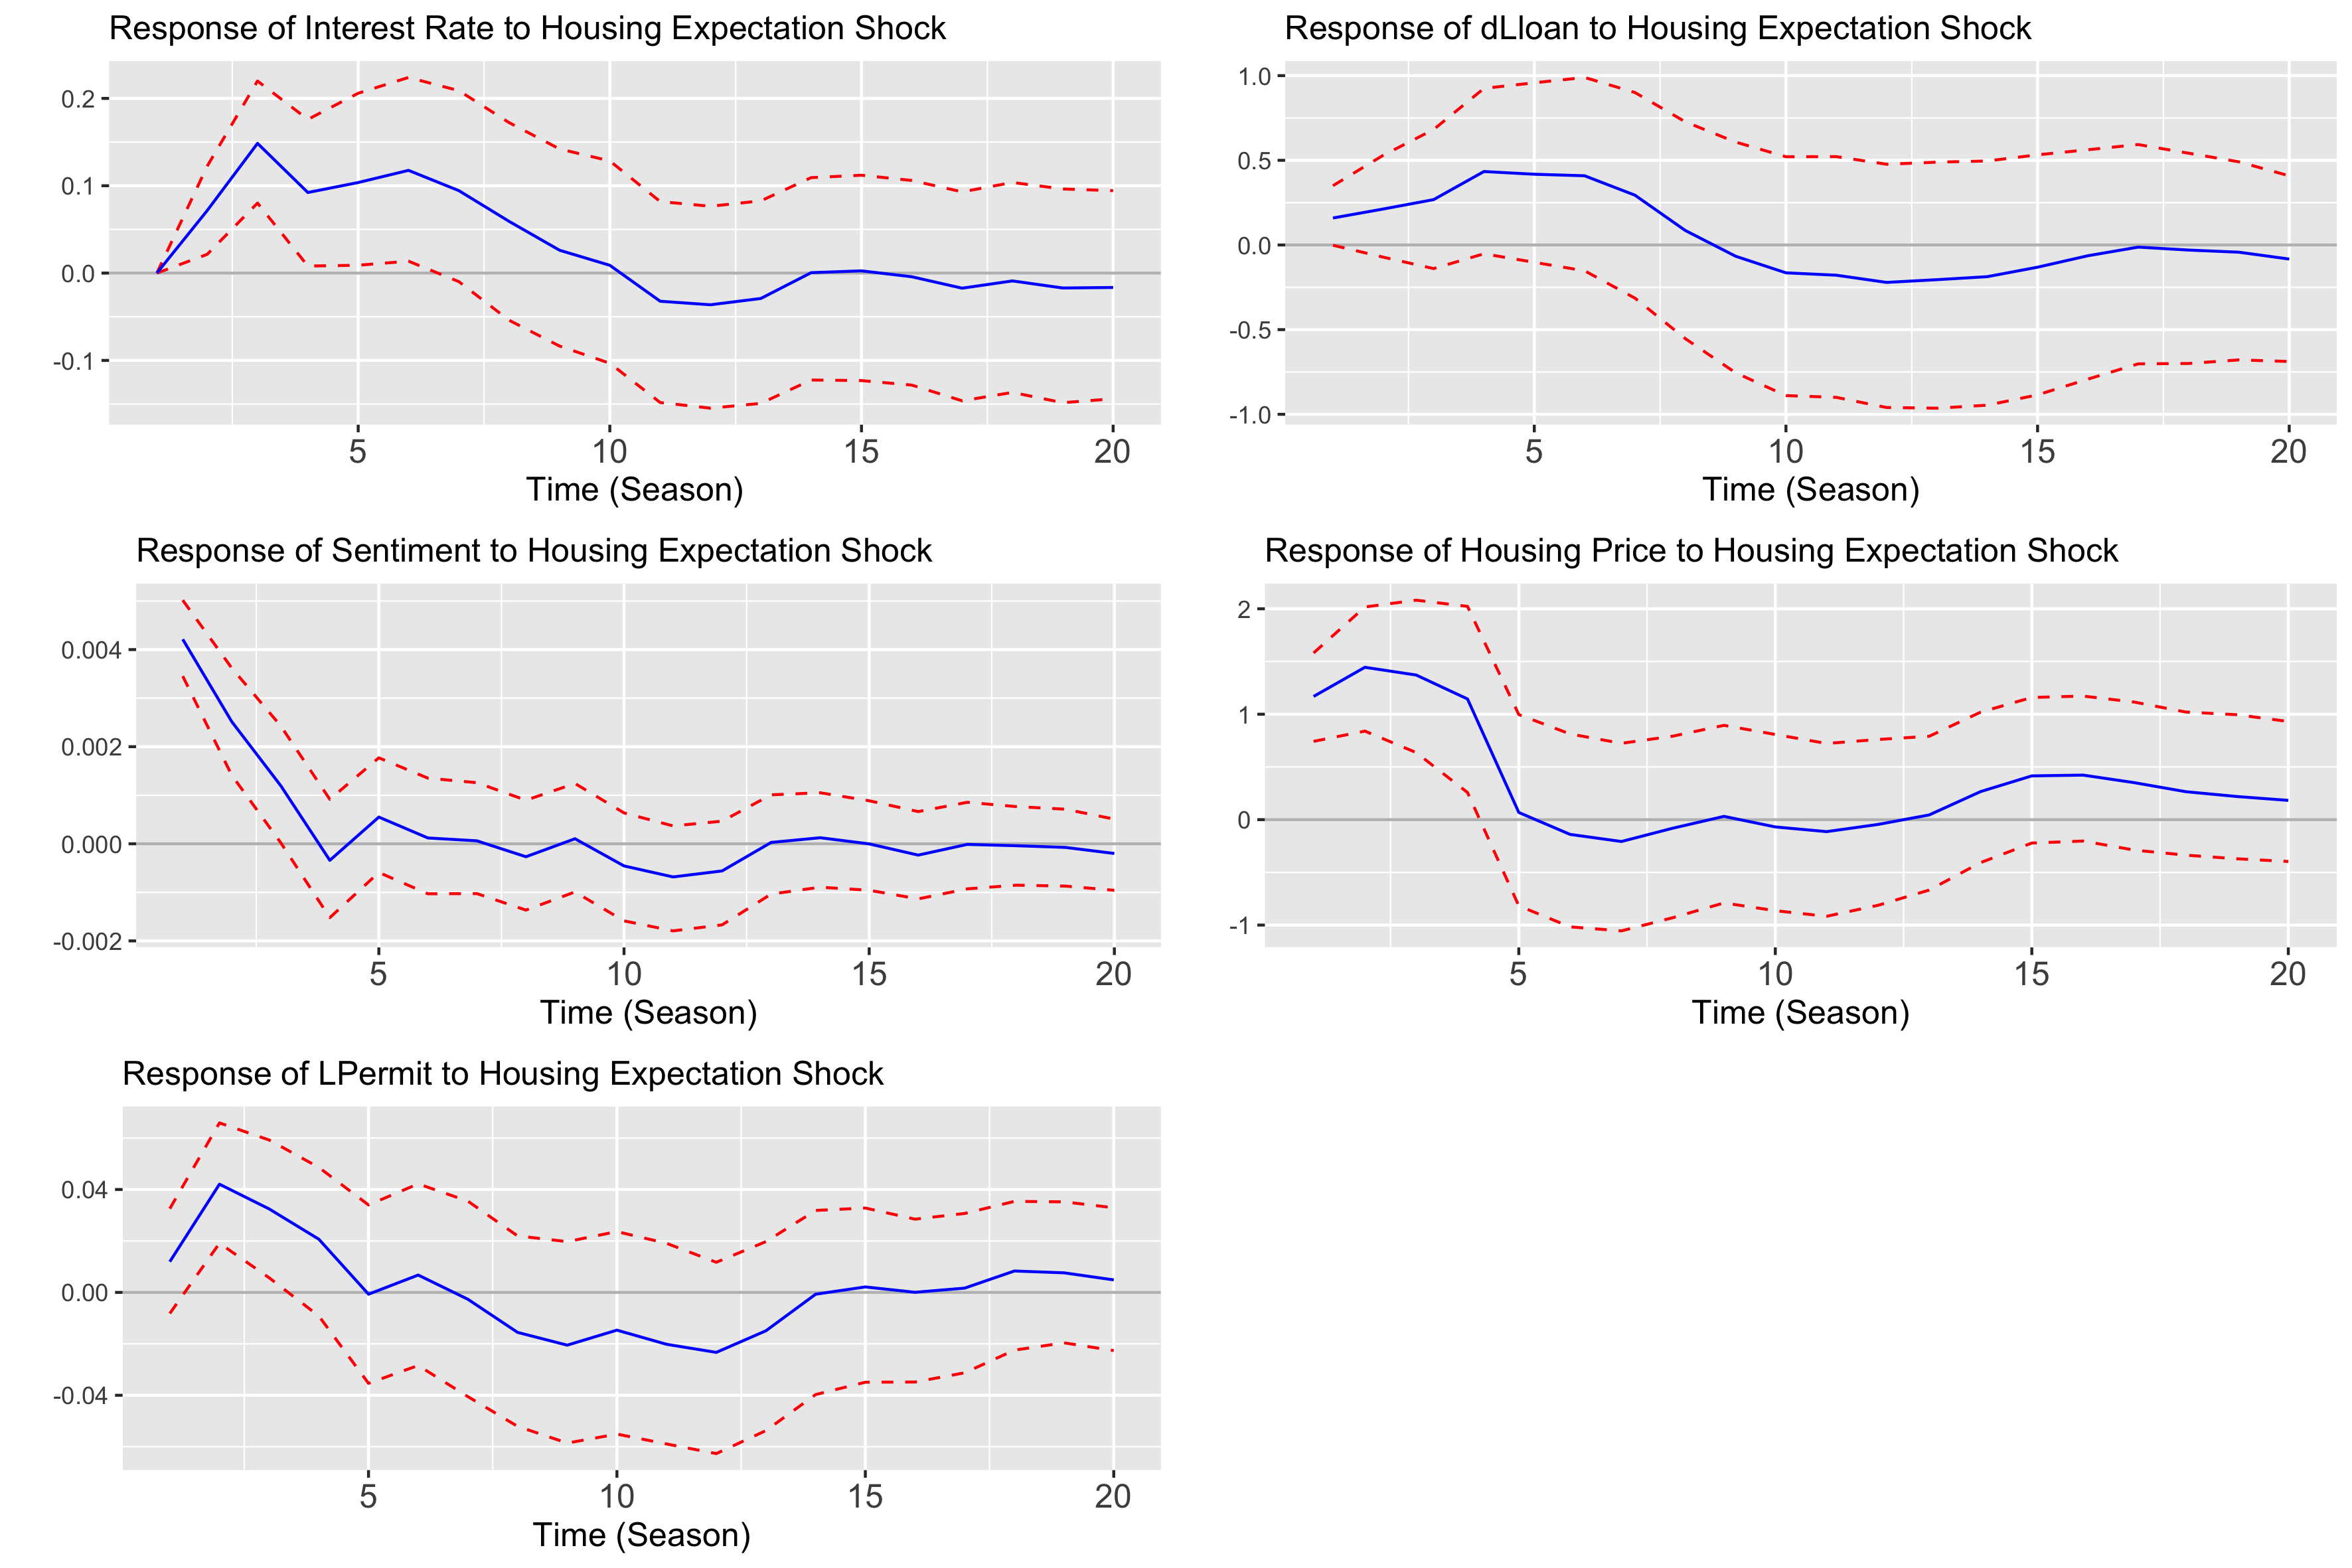 Response of Interest Rate to Housing Expectation Shock
0.2
0.1
0.0
-0.1
5 10 15 20
Time (Season)
Response of dLloan to Housing Expectation Shock
1.0
0.5
0.0
-0.5
-1.0
5 10 15 20
Time (Season)
Response of Sentiment to Housing Expectation Shock
0.004
0.002
0.000
-0.002
5 10 15 20
Time (Season)
Response of Housing Price to Housing Expectation Shock
2
1
0
-1
5 10 15 20
Time (Season)
Response of LPermit to Housing Expectation Shock
0.04
0.00
-0.04
5 10 15 20
Time (Season)